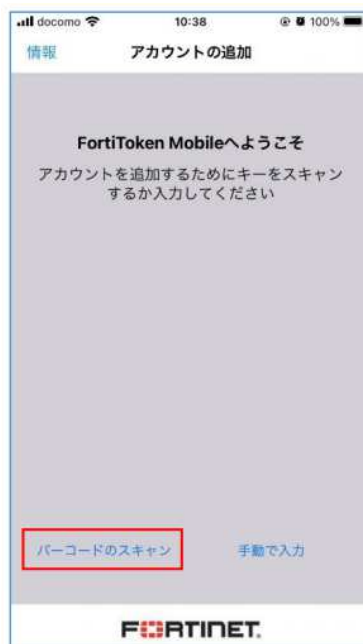 docomo 10:38 100%
情報 アカウントの追加
FortiToken Mobileへようこそ
アカウントを追加するためにキーをスキャン
するか入力してください
バーコードのスキャン 手動で入力
FORTINET